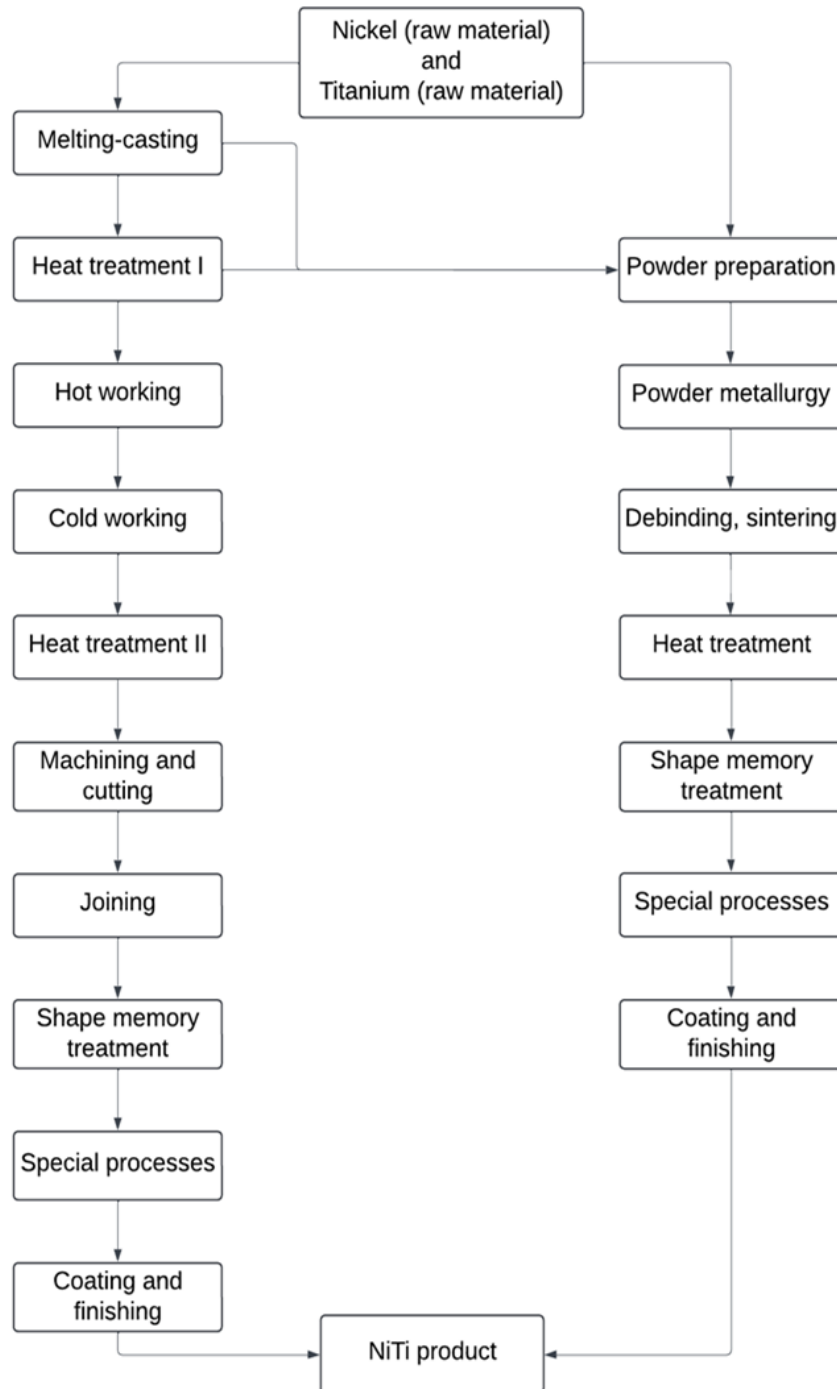 Nickel (raw material)
and
Titanium (raw material)
Melting-casting
Heat treatment I
Hot working
Cold working
Heat treatment II
Machining and
cutting
Joining
Shape memory
treatment
Special processes
Coating and
finishing
Powder preparation
Powder metallurgy
Debinding, sintering
Heat treatment
Shape memory
treatment
Special processes
Coating and
finishing
NiTi product